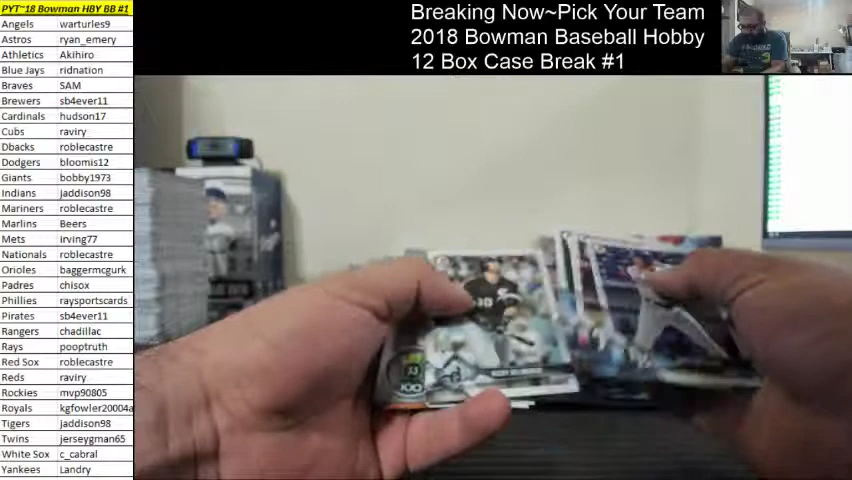 PYT~18 Bowman HBY BB #1
Angels warturles9
Astros ryan_emery
Athletics Akihiro
Blue Jays ridnation
Braves SAM
Brewers sb4ever11
Cardinals hudson17
Cubs raviry
Dbacks roblecastre
Dodgers bloomis12
Giants bobby1973
Indians jaddison98
Mariners roblecastre
Marlins Beers
Mets irving77
Nationals roblecastre
Orioles baggermcgurk
Padres chisox
Phillies raysportscards
Pirates sb4ever11
Rangers chadillac
Rays pooptruth
Red Sox roblecastre
Reds raviry
Rockies mvp90805
Royals kgfowler20004a
Tigers jaddison98
Twins jerseygman65
White Sox c_cabral
Yankees Landry
Breaking Now~Pick Your Team
2018 Bowman Baseball Hobby
12 Box Case Break #1